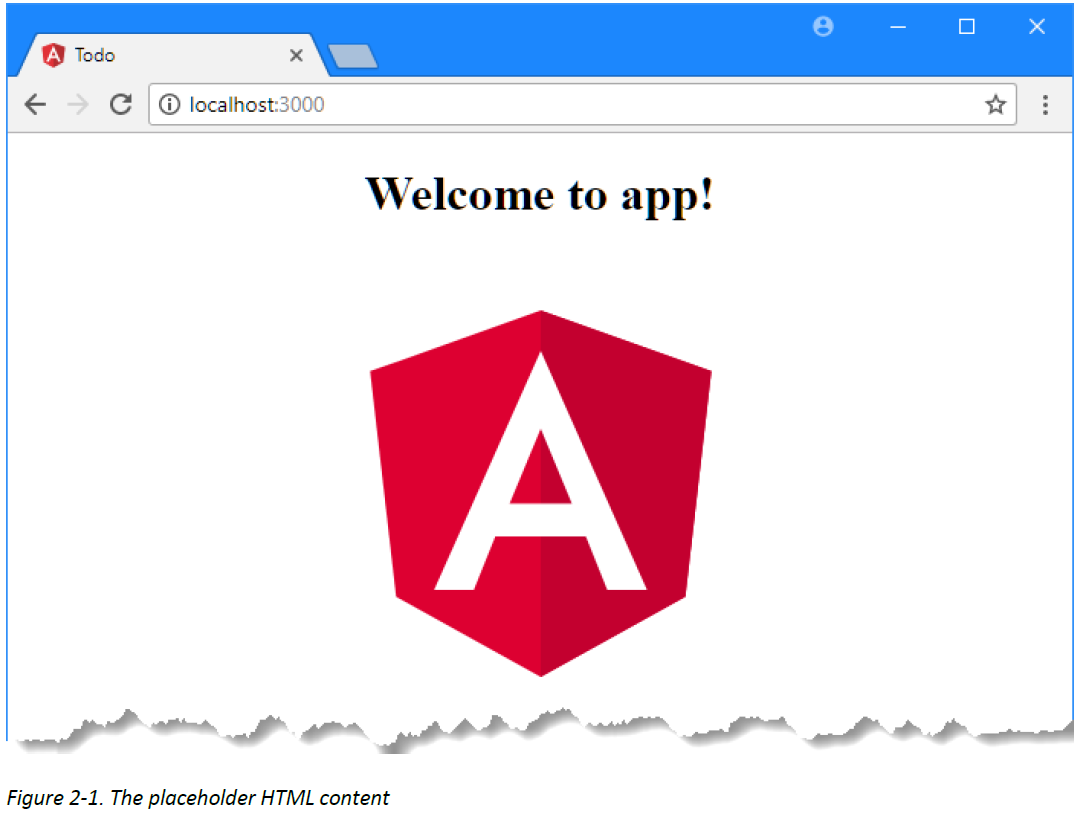 Todo
localhost:3000
Welcome to app!
A
Figure 2-1. The placeholder HTML content